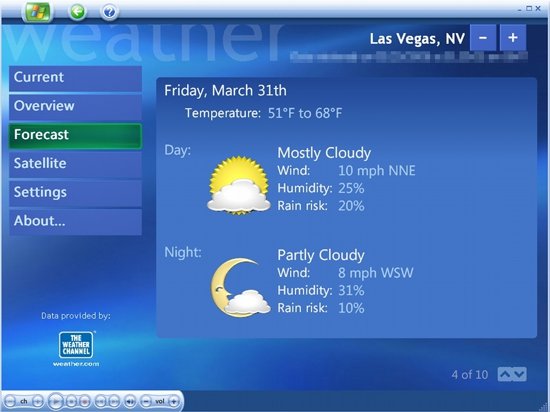 weather
Las Vegas, NV - +
Current
Overview
Forecast
Satellite
Settings
About...
Friday, March 31th
Temperature: 51°F to 68°F
Day:
Mostly Cloudy
Wind: 10 mph NNE
Humidity: 25%
Rain risk: 20%
Night:
Partly Cloudy
Wind: 8 mph WSW
Humidity: 31%
Rain risk: 10%
Data provided by:
THE
WEATHER
CHANNEL
weather.com
4 of 10
ch
vol